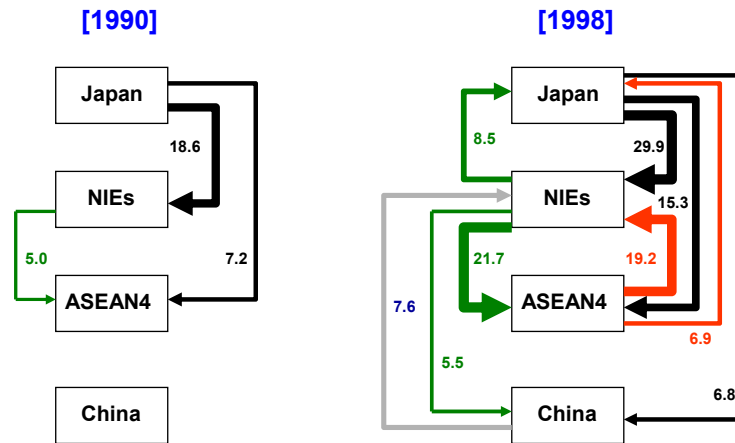 [1990]
Japan
18.6
NIEs
5.0
7.2
ASEAN4
China
[1998]
Japan
8.5
29.9
NIEs
15.3
21.7
19.2
ASEAN4
7.6
6.9
5.5
6.8
China